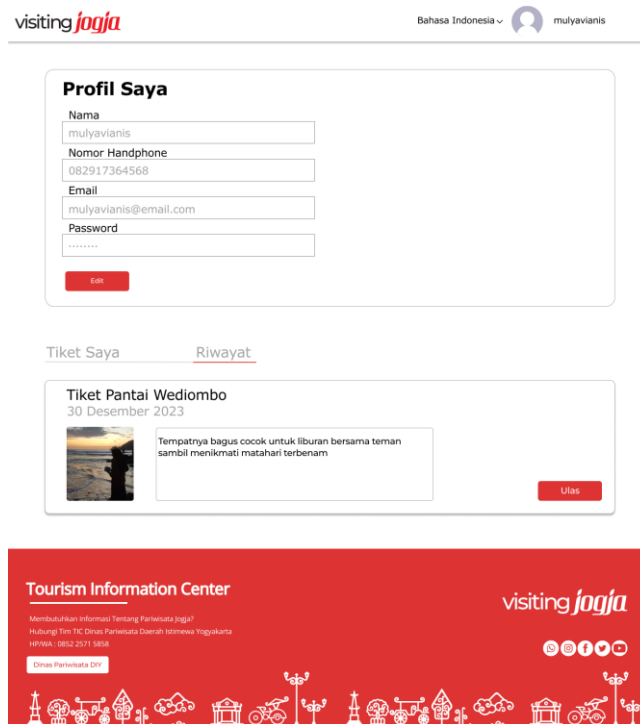 visiting jogja
Bahasa Indonesia
mulyavianis
Profil Saya
Nama
mulyavianis
Nomor Handphone
082917364568
Email
mulyavianis@email.com
Password
........
Edit
Tiket Saya
Riwayat
Tiket Pantai Wediombo
30 Desember 2023
Tempatnya bagus cocok untuk liburan bersama teman
sambil menikmati matahari terbenam
Ulas
Tourism Information Center
Membutuhkan Informasi Tentang Pariwisata Jogja?
Hubungi Tim TIC Dinas Pariwisata Daerah Istimewa Yogyakarta
HP/WA : 0852 2571 5858
Dinas Pariwisata DIY
visiting jogja